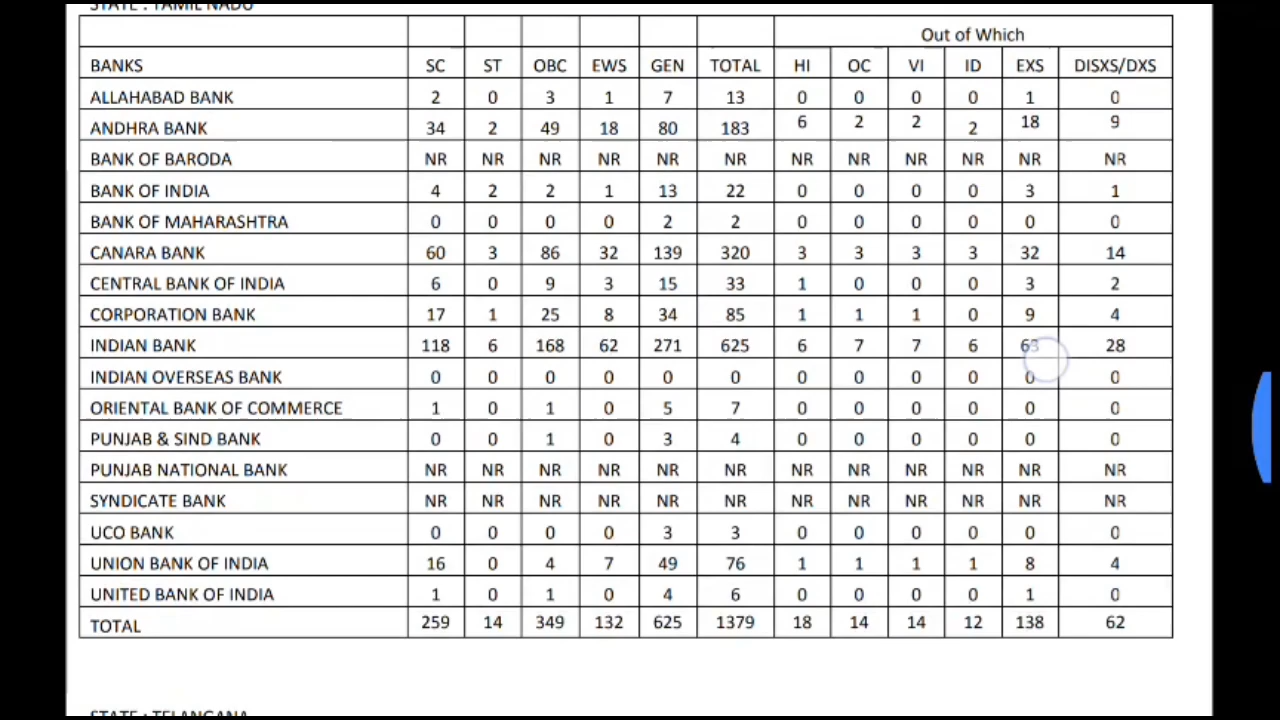 STATE : TAMIL NADU
Out of Which
BANKS SC ST OBC EWS GEN TOTAL HI OC VI ID EXS DISXS/DXS
ALLAHABAD BANK 2 0 3 1 7 13 0 0 0 0 1 0
ANDHRA BANK 34 2 49 18 80 183 6 2 2 2 18 9
BANK OF BARODA NR NR NR NR NR NR NR NR NR NR NR NR
BANK OF INDIA 4 2 2 1 13 22 0 0 0 0 3 1
BANK OF MAHARASHTRA 0 0 0 0 2 2 0 0 0 0 0 0
CANARA BANK 60 3 86 32 139 320 3 3 3 3 32 14
CENTRAL BANK OF INDIA 6 0 9 3 15 33 1 0 0 0 3 2
CORPORATION BANK 17 1 25 8 34 85 1 1 1 0 9 4
INDIAN BANK 118 6 168 62 271 625 6 7 7 6 63 28
INDIAN OVERSEAS BANK 0 0 0 0 0 0 0 0 0 0 0 0
ORIENTAL BANK OF COMMERCE 1 0 1 0 5 7 0 0 0 0 0 0
PUNJAB & SIND BANK 0 0 1 0 3 4 0 0 0 0 0 0
PUNJAB NATIONAL BANK NR NR NR NR NR NR NR NR NR NR NR NR
SYNDICATE BANK NR NR NR NR NR NR NR NR NR NR NR NR
UCO BANK 0 0 0 0 3 3 0 0 0 0 0 0
UNION BANK OF INDIA 16 0 4 7 49 76 1 1 1 1 8 4
UNITED BANK OF INDIA 1 0 1 0 4 6 0 0 0 0 1 0
TOTAL 259 14 349 132 625 1379 18 14 14 12 138 62
STATE : TELANGANA